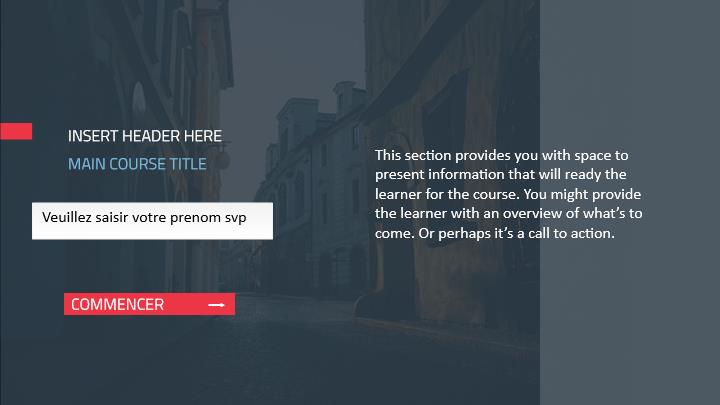 INSERT HEADER HERE
MAIN COURSE TITLE
Veuillez saisir votre prenom svp
COMMENCER
This section provides you with space to
present information that will ready the
learner for the course. You might provide
the learner with an overview of what’s to
come. Or perhaps it’s a call to action.